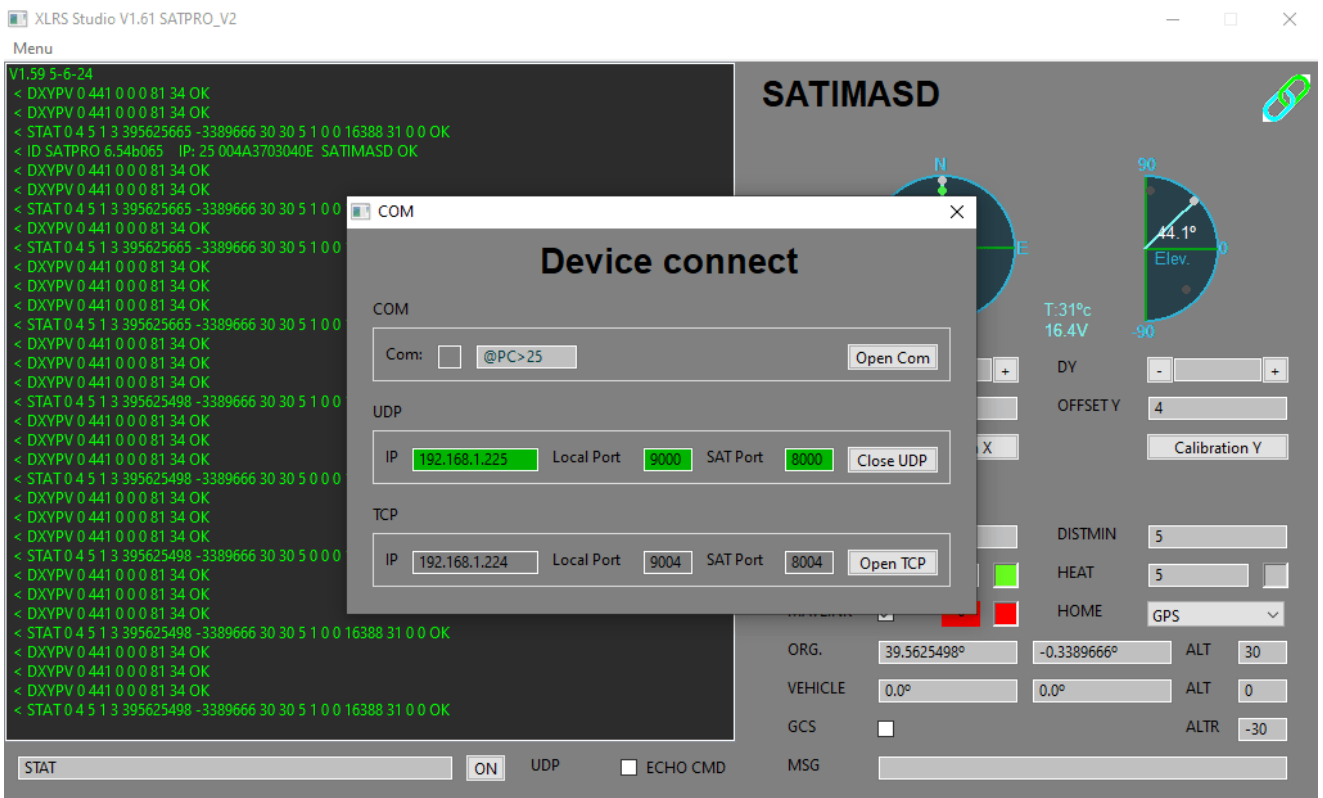 XLRS Studio V1.61 SATPRO_V2
Menu
V1.59 5-6-24
< DXYPV 0 441 0 0 0 81 34 OK
< DXYPV 0 441 0 0 0 81 34 OK
< STAT 0 4 5 1 3 395625665 -3389666 30 30 5 1 0 0 16388 31 0 0 OK
< ID SATPRO 6.54b065 IP: 25 004A3703040E SATIMASD OK
< DXYPV 0 441 0 0 0 81 34 OK
< DXYPV 0 441 0 0 0 81 34 OK
< STAT 0 4 5 1 3 395625665 -3389666 30 30 5 1 0 0
< DXYPV 0 441 0 0 0 81 34 OK
< STAT 0 4 5 1 3 395625665 -3389666 30 30 5 1 0 0
< DXYPV 0 441 0 0 0 81 34 OK
< DXYPV 0 441 0 0 0 81 34 OK
< DXYPV 0 441 0 0 0 81 34 OK
< STAT 0 4 5 1 3 395625665 -3389666 30 30 5 1 0 0
< DXYPV 0 441 0 0 0 81 34 OK
< DXYPV 0 441 0 0 0 81 34 OK
< DXYPV 0 441 0 0 0 81 34 OK
< STAT 0 4 5 1 3 395625498 -3389666 30 30 5 1 0 0
< DXYPV 0 441 0 0 0 81 34 OK
< DXYPV 0 441 0 0 0 81 34 OK
< DXYPV 0 441 0 0 0 81 34 OK
< STAT 0 4 5 1 3 395625498 -3389666 30 30 5 0 0 0
< DXYPV 0 441 0 0 0 81 34 OK
< DXYPV 0 441 0 0 0 81 34 OK
< DXYPV 0 441 0 0 0 81 34 OK
< STAT 0 4 5 1 3 395625498 -3389666 30 30 5 0 0 0
< DXYPV 0 441 0 0 0 81 34 OK
< DXYPV 0 441 0 0 0 81 34 OK
< DXYPV 0 441 0 0 0 81 34 OK
< STAT 0 4 5 1 3 395625498 -3389666 30 30 5 1 0 0 16388 31 0 0 OK
< DXYPV 0 441 0 0 0 81 34 OK
< DXYPV 0 441 0 0 0 81 34 OK
< DXYPV 0 441 0 0 0 81 34 OK
< STAT 0 4 5 1 3 395625498 -3389666 30 30 5 1 0 0 16388 31 0 0 OK
STAT ON UDP ECHO CMD
COM
Device connect
COM
Com: @PC>25 Open Com
UDP
IP 192.168.1.225 Local Port 9000 SAT Port 8000 Close UDP
TCP
IP 192.168.1.224 Local Port 9004 SAT Port 8004 Open TCP
SATIMASD
N 90
44.1º
E Elev. 0
T:31ºc
16.4V -90
+ DY - +
OFFSET Y 4
X Calibration Y
DISTMIN 5
HEAT 5
HOME GPS
ORG. 39.5625498º -0.3389666º ALT 30
VEHICLE 0.0º 0.0º ALT 0
GCS ALTR -30
MSG